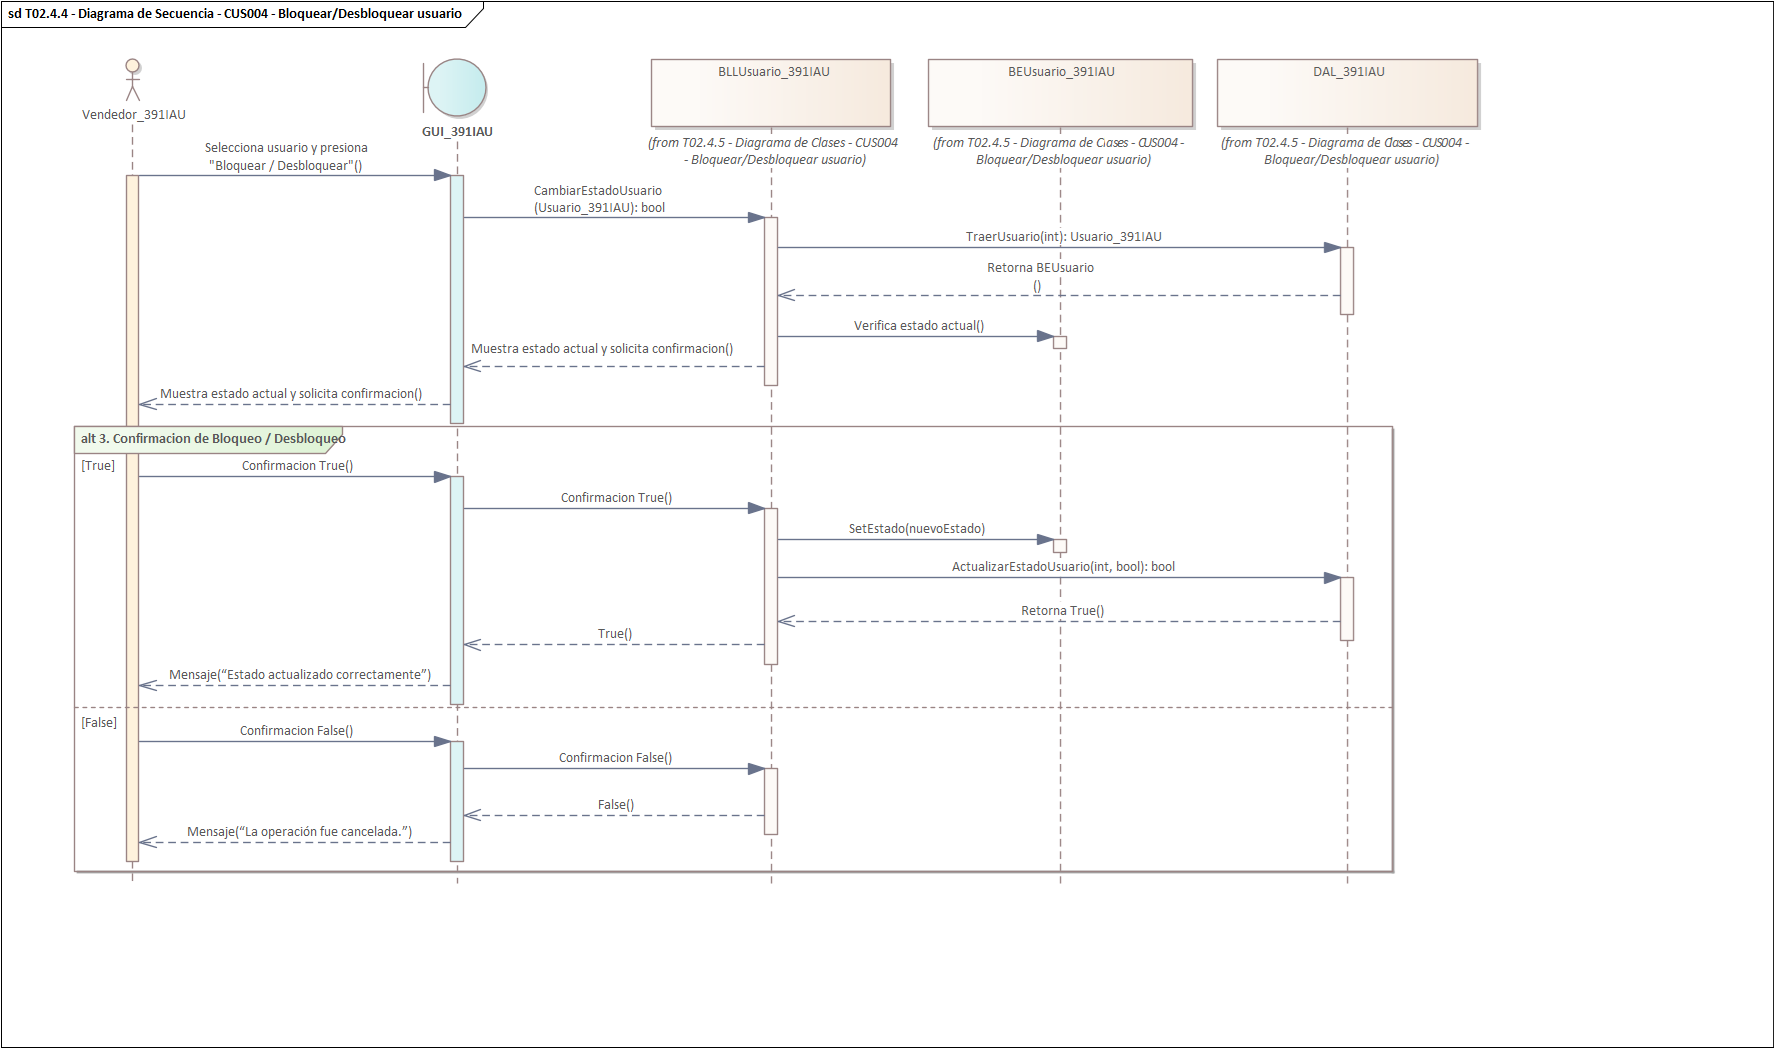 sd T02.4.4 - Diagrama de Secuencia - CUS004 - Bloquear/Desbloquear usuario
Vendedor_391IAU
GUI_391IAU
BLLUsuario_391IAU
(from T02.4.5 - Diagrama de Clases - CUS004
- Bloquear/Desbloquear usuario)
BEUsuario_391IAU
(from T02.4.5 - Diagrama de Clases - CUS004 -
Bloquear/Desbloquear usuario)
DAL_391IAU
(from T02.4.5 - Diagrama de Clases - CUS004 -
Bloquear/Desbloquear usuario)
Selecciona usuario y presiona
"Bloquear / Desbloquear"()
CambiarEstadoUsuario
(Usuario_391IAU): bool
TraerUsuario(int): Usuario_391IAU
Retorna BEUsuario
()
Verifica estado actual()
Muestra estado actual y solicita confirmacion()
Muestra estado actual y solicita confirmacion()
alt 3. Confirmacion de Bloqueo / Desbloqueo
[True]
Confirmacion True()
Confirmacion True()
SetEstado(nuevoEstado)
ActualizarEstadoUsuario(int, bool): bool
Retorna True()
True()
Mensaje(“Estado actualizado correctamente”)
[False]
Confirmacion False()
Confirmacion False()
False()
Mensaje(“La operación fue cancelada.”)